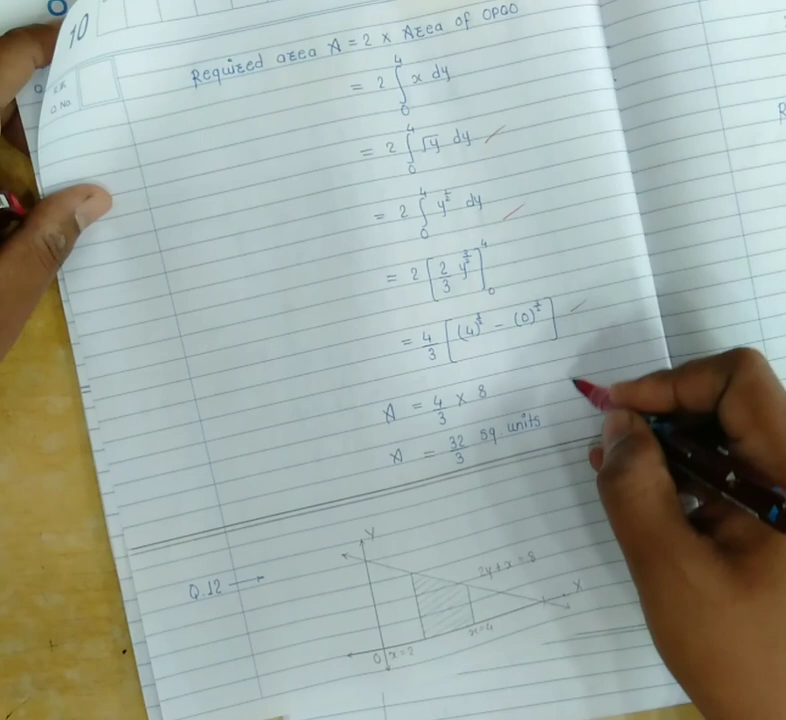 10
Required area A = 2 × Area of OPQO
Q. No.
= 2 ∫₀⁴ x dy
= 2 ∫₀⁴ √y dy
= 2 ∫₀⁴ y^½ dy
= 2 [2/3 y^3/2]₀⁴
= 4/3 [(4)^3/2 - (0)^3/2]
A = 4/3 × 8
A = 32/3 sq units
Q.12 →
Y
2y + x = 8
X
x=4
O x=2